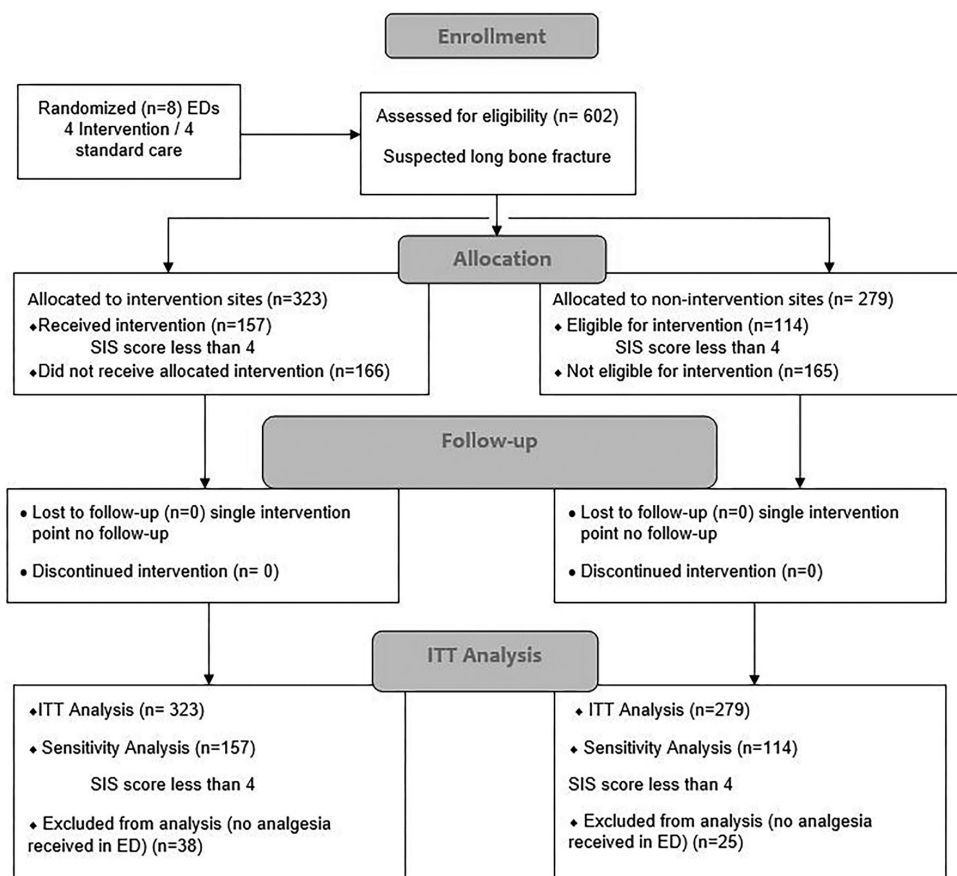 Enrollment
Randomized (n=8) EDs
4 Intervention / 4
standard care
Assessed for eligibility (n= 602)
Suspected long bone fracture
Allocation
Allocated to intervention sites (n=323)
◆Received intervention (n=157)
SIS score less than 4
◆Did not receive allocated intervention (n=166)
Allocated to non-intervention sites (n= 279)
◆ Eligible for intervention (n=114)
SIS score less than 4
◆ Not eligible for intervention (n=165)
Follow-up
● Lost to follow-up (n=0) single intervention
point no follow-up
● Discontinued intervention (n= 0)
● Lost to follow-up (n=0) single intervention
point no follow-up
● Discontinued intervention (n=0)
ITT Analysis
◆ITT Analysis (n= 323)
◆ Sensitivity Analysis (n=157)
SIS score less than 4
◆ Excluded from analysis (no analgesia
received in ED) (n=38)
◆ ITT Analysis (n=279)
◆ Sensitivity Analysis (n=114)
SIS score less than 4
◆ Excluded from analysis (no analgesia
received in ED) (n=25)